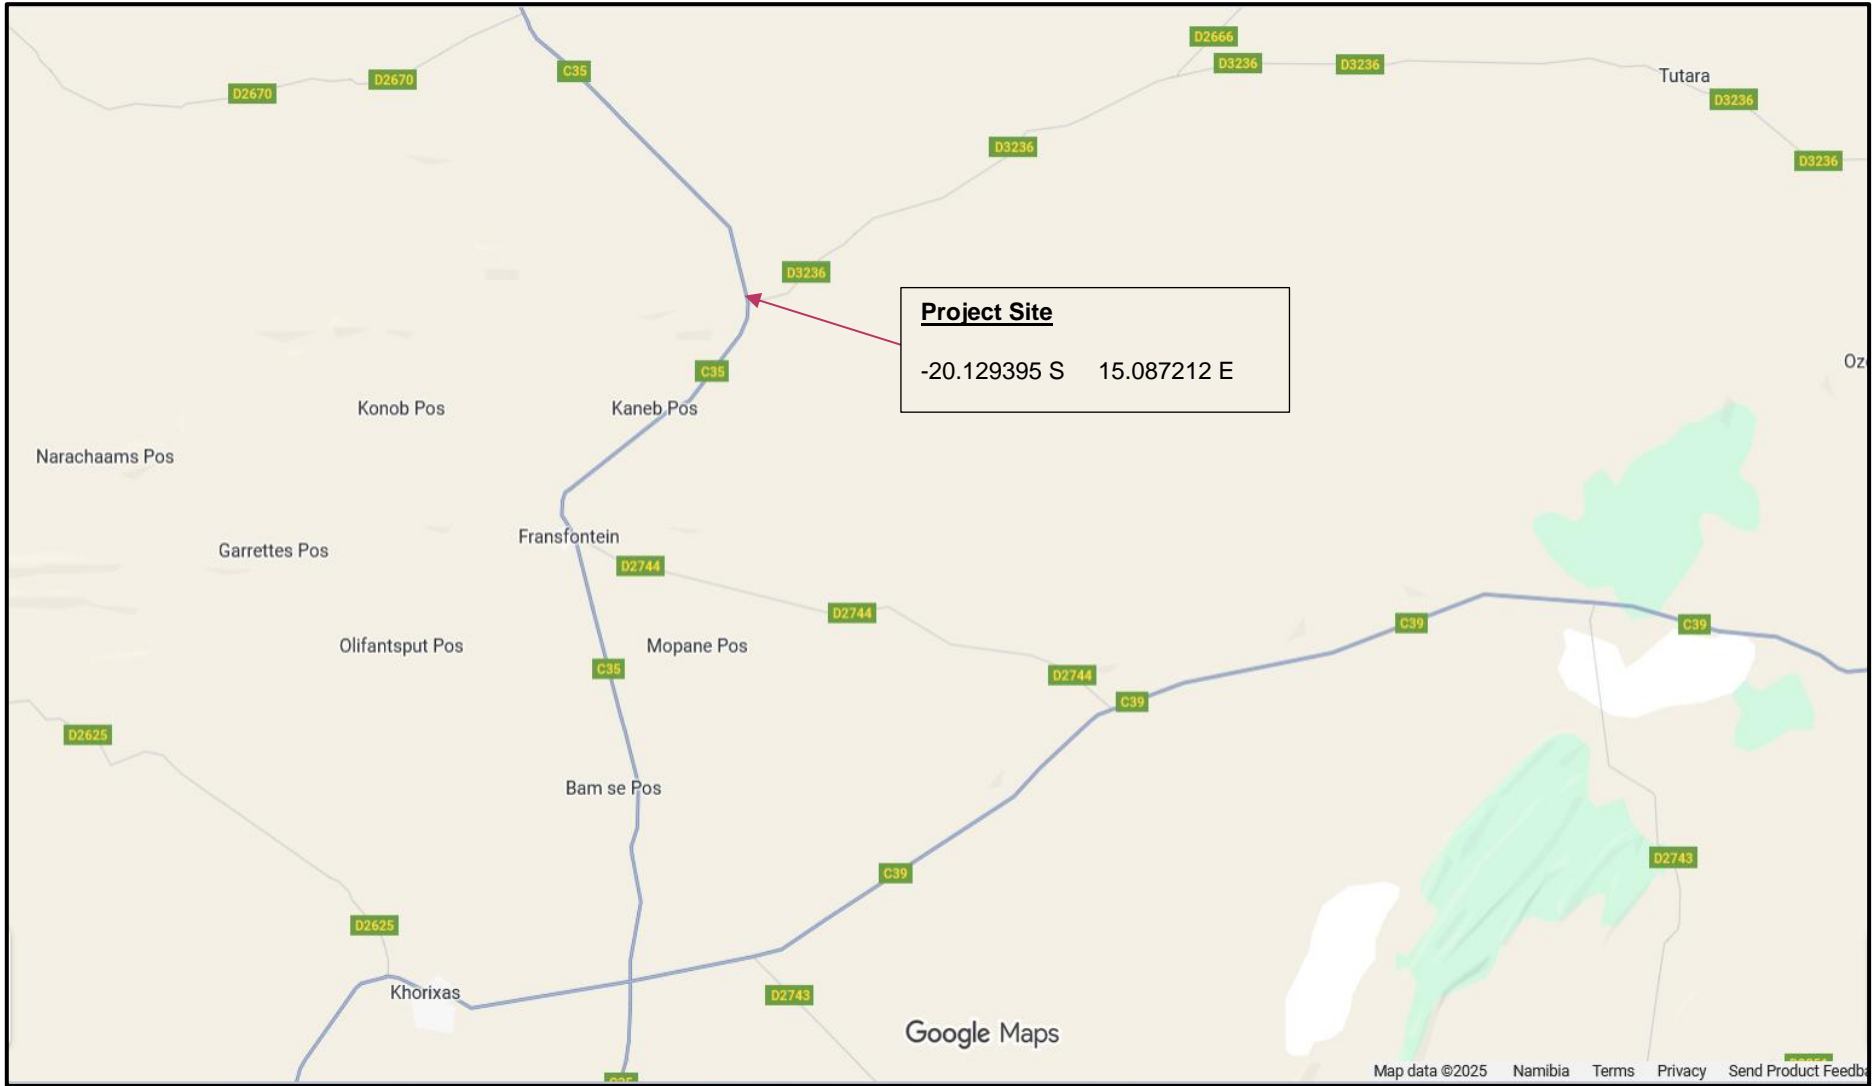 D2666
C35
D3236
D3236
D2670
D2670
Tutara
D3236
D3236
D3236
D3236
Project Site
-20.129395 S 15.087212 E
C35
Konob Pos
Kaneb Pos
Narachaams Pos
Fransfontein
Garrettes Pos
D2744
D2744
C39
C39
Olifantsput Pos
Mopane Pos
C35
D2744
C39
D2625
Bam se Pos
D2743
C39
D2625
Khorixas
D2743
Google Maps
Map data ©2025 Namibia Terms Privacy Send Product Feedba